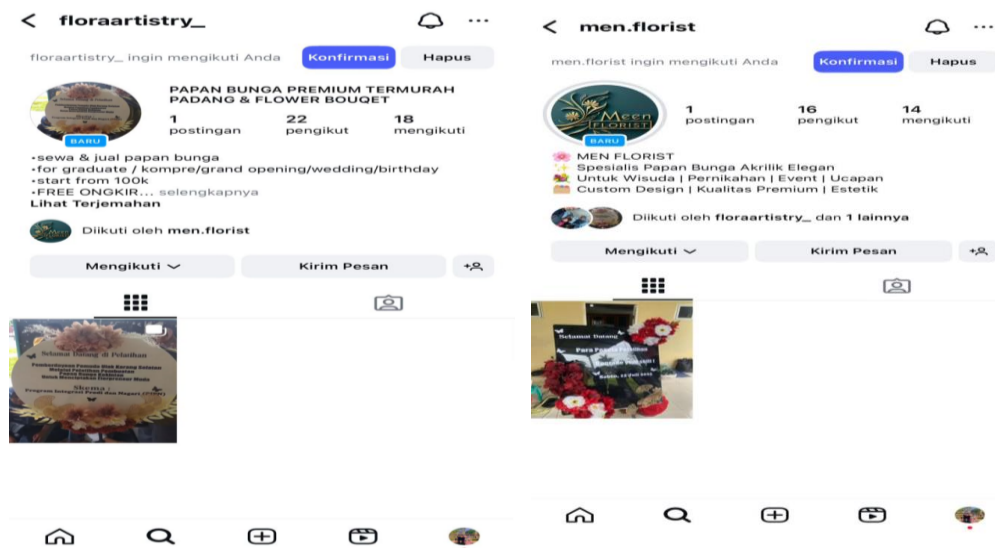 floraartistry_
floraartistry_ ingin mengikuti Anda
Konfirmasi
Hapus
PAPAN BUNGA PREMIUM TERMURAH
PADANG & FLOWER BOUQET
1
22
18
postingan
pengikut
mengikuti
BARU
•sewa & jual papan bunga
•for graduate / kompre/grand opening/wedding/birthday
•start from 100k
•FREE ONGKIR... selengkapnya
Lihat Terjemahan
Diikuti oleh men.florist
Mengikuti
Kirim Pesan
Selamat Datang di Pelatihan
Skema :
men.florist
men.florist ingin mengikuti Anda
Konfirmasi
Hapus
Meen
FLORIST
1
16
14
postingan
pengikut
mengikuti
BARU
MEN FLORIST
Spesialis Papan Bunga Akrilik Elegan
Untuk Wisuda | Pernikahan | Event | Ucapan
Custom Design | Kualitas Premium | Estetik
Diikuti oleh floraartistry_ dan 1 lainnya
Mengikuti
Kirim Pesan
Selamat Datang